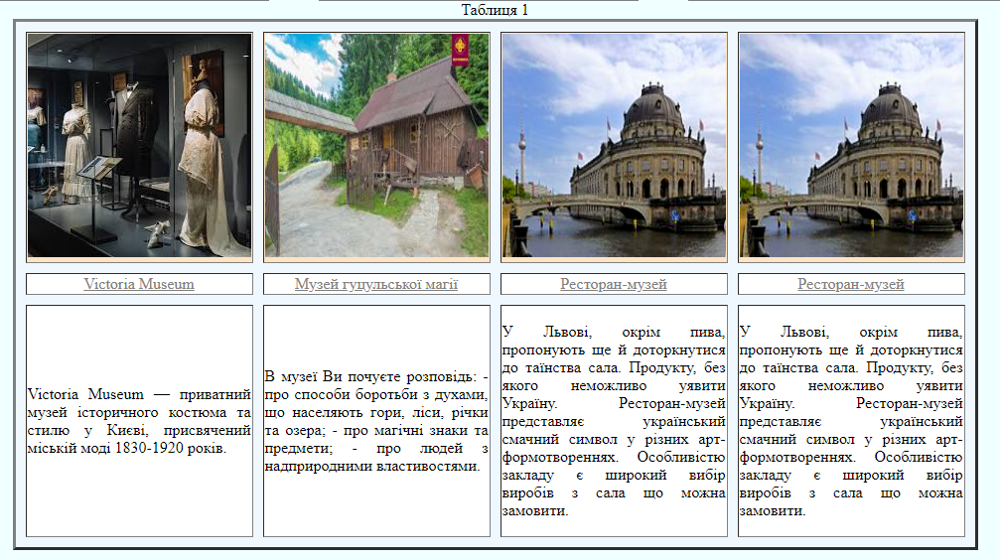 Таблиця 1
Victoria Museum
Музей гуцульської магії
Ресторан-музей
Ресторан-музей
Victoria Museum — приватний
музей історичного костюма та
стилю у Києві, присвячений
міській моді 1830-1920 років.
В музеї Ви почуєте розповідь: -
про способи боротьби з духами,
що населяють гори, ліси, річки
та озера; - про магічні знаки та
предмети; - про людей з
надприродними властивостями.
У Львові, окрім пива,
пропонують ще й доторкнутися
до таїнства сала. Продукту, без
якого неможливо уявити
Україну. Ресторан-музей
представляє український
смачний символ у різних арт-
формотвореннях. Особливістю
закладу є широкий вибір
виробів з сала що можна
замовити.
У Львові, окрім пива,
пропонують ще й доторкнутися
до таїнства сала. Продукту, без
якого неможливо уявити
Україну. Ресторан-музей
представляє український
смачний символ у різних арт-
формотвореннях. Особливістю
закладу є широкий вибір
виробів з сала що можна
замовити.